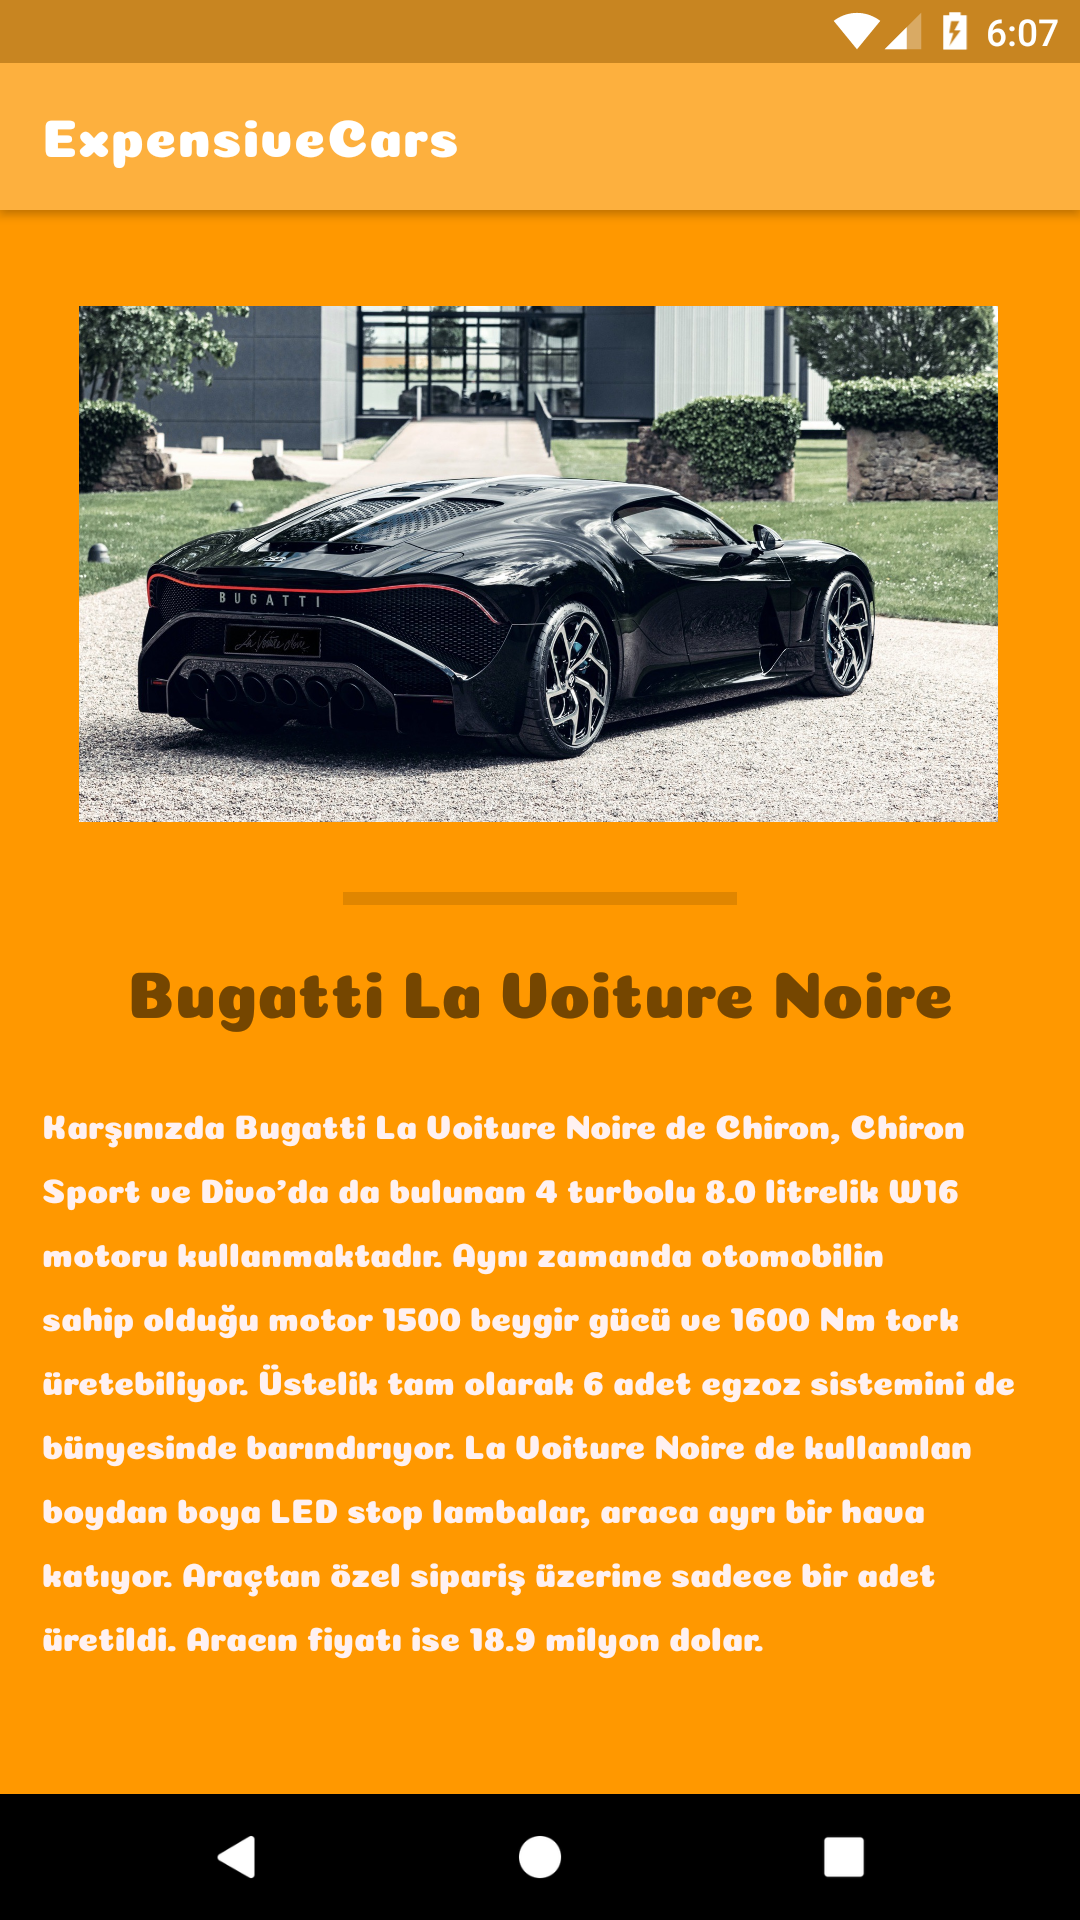 6:07
ExpensiveCars
BUGATTI
La Voiture Noire
Bugatti La Voiture Noire
Karşınızda Bugatti La Voiture Noire de Chiron, Chiron
Sport ve Divo’da da bulunan 4 turbolu 8.0 litrelik W16
motoru kullanmaktadır. Aynı zamanda otomobilin
sahip olduğu motor 1500 beygir gücü ve 1600 Nm tork
üretebiliyor. Üstelik tam olarak 6 adet egzoz sistemini de
bünyesinde barındırıyor. La Voiture Noire de kullanılan
boydan boya LED stop lambalar, araca ayrı bir hava
katıyor. Araçtan özel sipariş üzerine sadece bir adet
üretildi. Aracın fiyatı ise 18.9 milyon dolar.